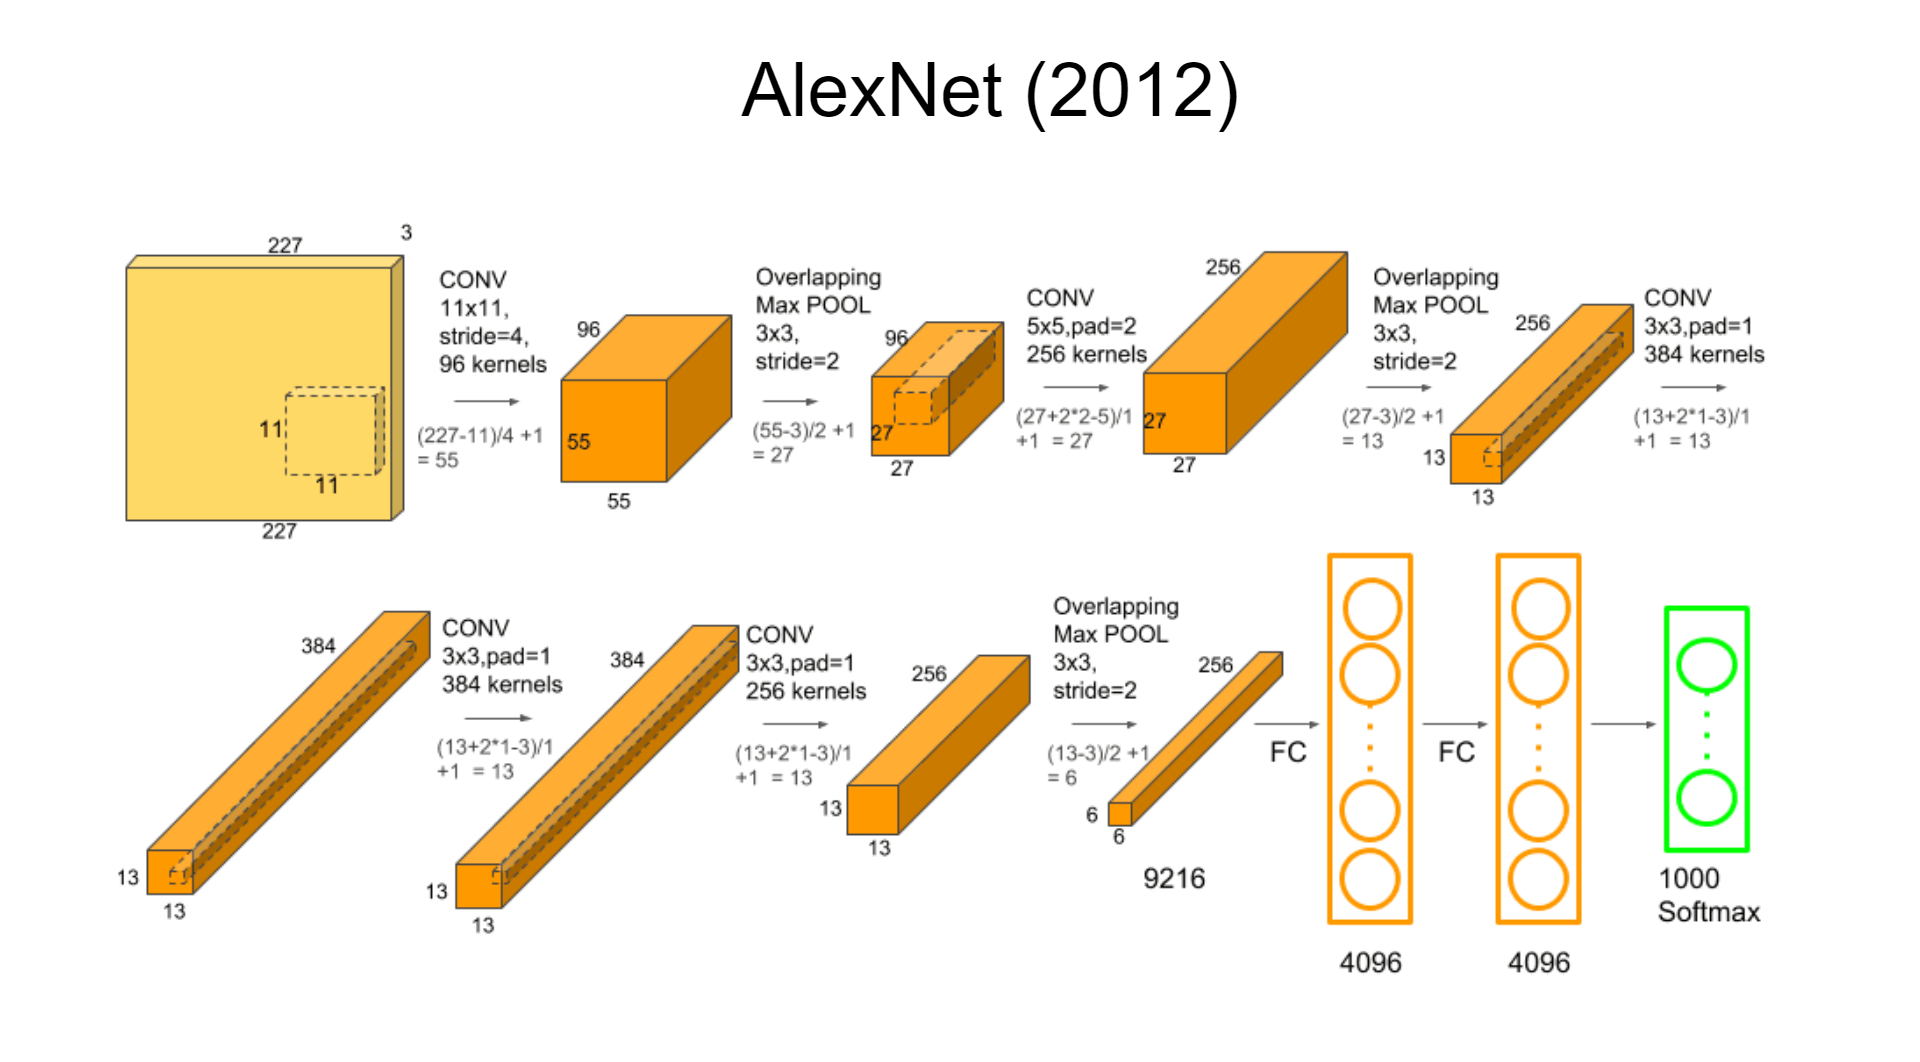 AlexNet (2012)
227
3
11
11
227
CONV
11x11,
stride=4,
96 kernels
(227-11)/4 +1
= 55
96
55
55
Overlapping
Max POOL
3x3,
stride=2
(55-3)/2 +1
= 27
96
27
27
CONV
5x5,pad=2
256 kernels
(27+2*2-5)/1
+1 = 27
256
27
27
Overlapping
Max POOL
3x3,
stride=2
(27-3)/2 +1
= 13
256
13
13
CONV
3x3,pad=1
384 kernels
(13+2*1-3)/1
+1 = 13
384
13
13
CONV
3x3,pad=1
384 kernels
(13+2*1-3)/1
+1 = 13
384
13
13
CONV
3x3,pad=1
256 kernels
(13+2*1-3)/1
+1 = 13
256
13
13
Overlapping
Max POOL
3x3,
stride=2
(13-3)/2 +1
= 6
256
6
6
9216
FC
4096
FC
4096
1000
Softmax